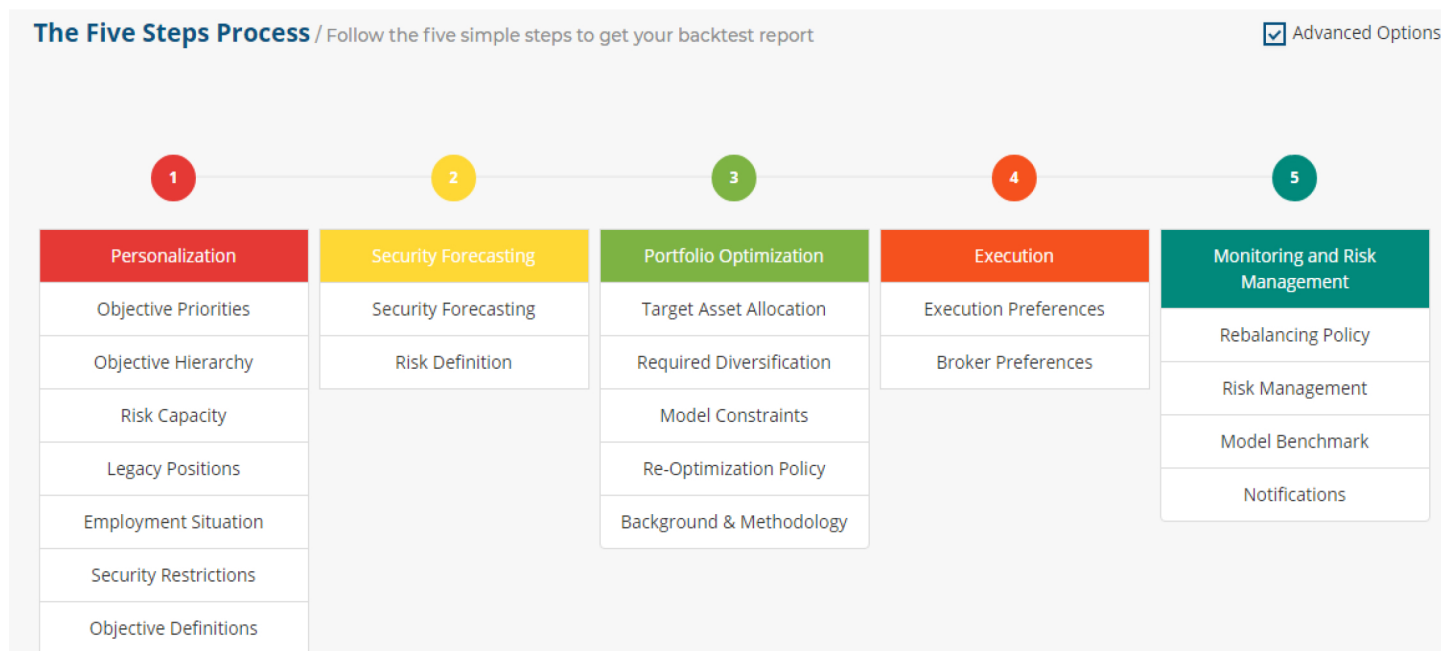 The Five Steps Process / Follow the five simple steps to get your backtest report
Advanced Options
1
2
3
4
5
Personalization
Objective Priorities
Objective Hierarchy
Risk Capacity
Legacy Positions
Employment Situation
Security Restrictions
Objective Definitions
Security Forecasting
Security Forecasting
Risk Definition
Portfolio Optimization
Target Asset Allocation
Required Diversification
Model Constraints
Re-Optimization Policy
Background & Methodology
Execution
Execution Preferences
Broker Preferences
Monitoring and Risk
Management
Rebalancing Policy
Risk Management
Model Benchmark
Notifications